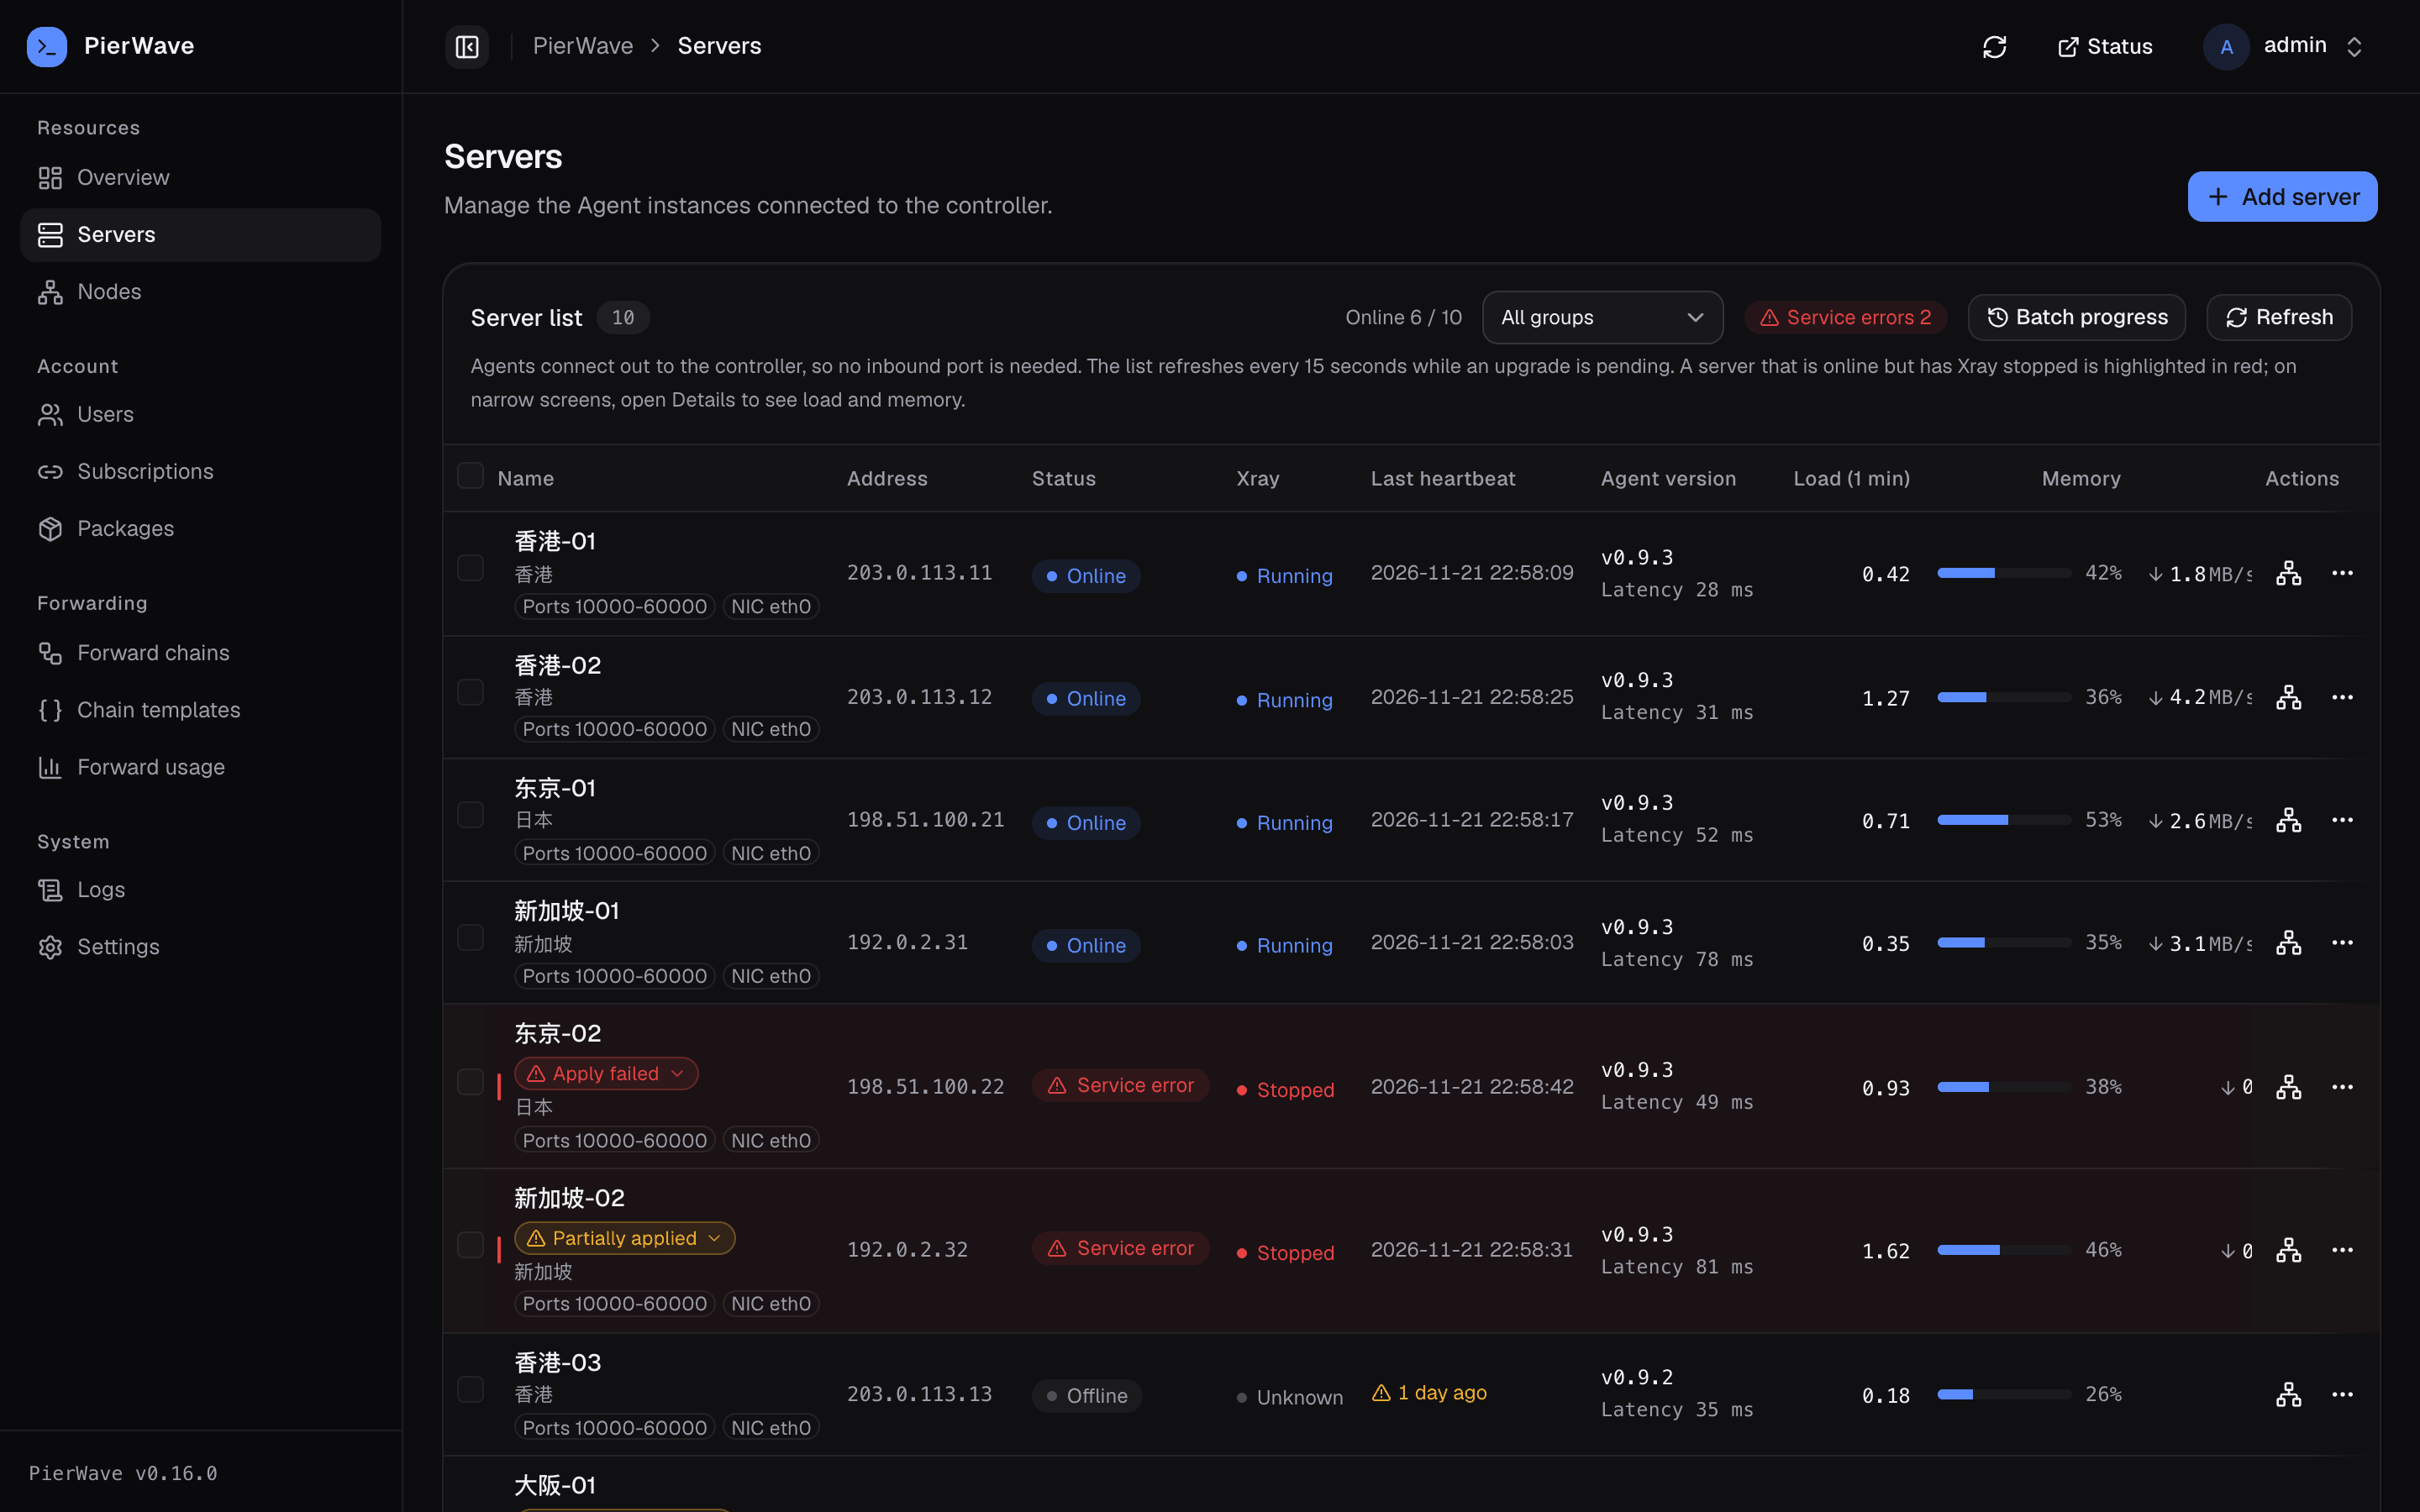 PierWave
PierWave > Servers
Status
A
admin
Resources
Overview
Servers
Nodes
Account
Users
Subscriptions
Packages
Forwarding
Forward chains
Chain templates
Forward usage
System
Logs
Settings
PierWave v0.16.0
Servers
Manage the Agent instances connected to the controller.
+ Add server
Server list 10
Online 6 / 10
All groups
Service errors 2
Batch progress
Refresh
Agents connect out to the controller, so no inbound port is needed. The list refreshes every 15 seconds while an upgrade is pending. A server that is online but has Xray stopped is highlighted in red; on
narrow screens, open Details to see load and memory.
Name Address Status Xray Last heartbeat Agent version Load (1 min) Memory Actions
香港-01
香港
Ports 10000-60000 NIC eth0
203.0.113.11 Online Running 2026-11-21 22:58:09
v0.9.3
Latency 28 ms
0.42 42% ↓ 1.8 MB/s
香港-02
香港
Ports 10000-60000 NIC eth0
203.0.113.12 Online Running 2026-11-21 22:58:25
v0.9.3
Latency 31 ms
1.27 36% ↓ 4.2 MB/s
东京-01
日本
Ports 10000-60000 NIC eth0
198.51.100.21 Online Running 2026-11-21 22:58:17
v0.9.3
Latency 52 ms
0.71 53% ↓ 2.6 MB/s
新加坡-01
新加坡
Ports 10000-60000 NIC eth0
192.0.2.31 Online Running 2026-11-21 22:58:03
v0.9.3
Latency 78 ms
0.35 35% ↓ 3.1 MB/s
东京-02
Apply failed
日本
Ports 10000-60000 NIC eth0
198.51.100.22 Service error Stopped 2026-11-21 22:58:42
v0.9.3
Latency 49 ms
0.93 38% ↓ 0
新加坡-02
Partially applied
新加坡
Ports 10000-60000 NIC eth0
192.0.2.32 Service error Stopped 2026-11-21 22:58:31
v0.9.3
Latency 81 ms
1.62 46% ↓ 0
香港-03
香港
Ports 10000-60000 NIC eth0
203.0.113.13 Offline Unknown 1 day ago
v0.9.2
Latency 35 ms
0.18 26%
大阪-01